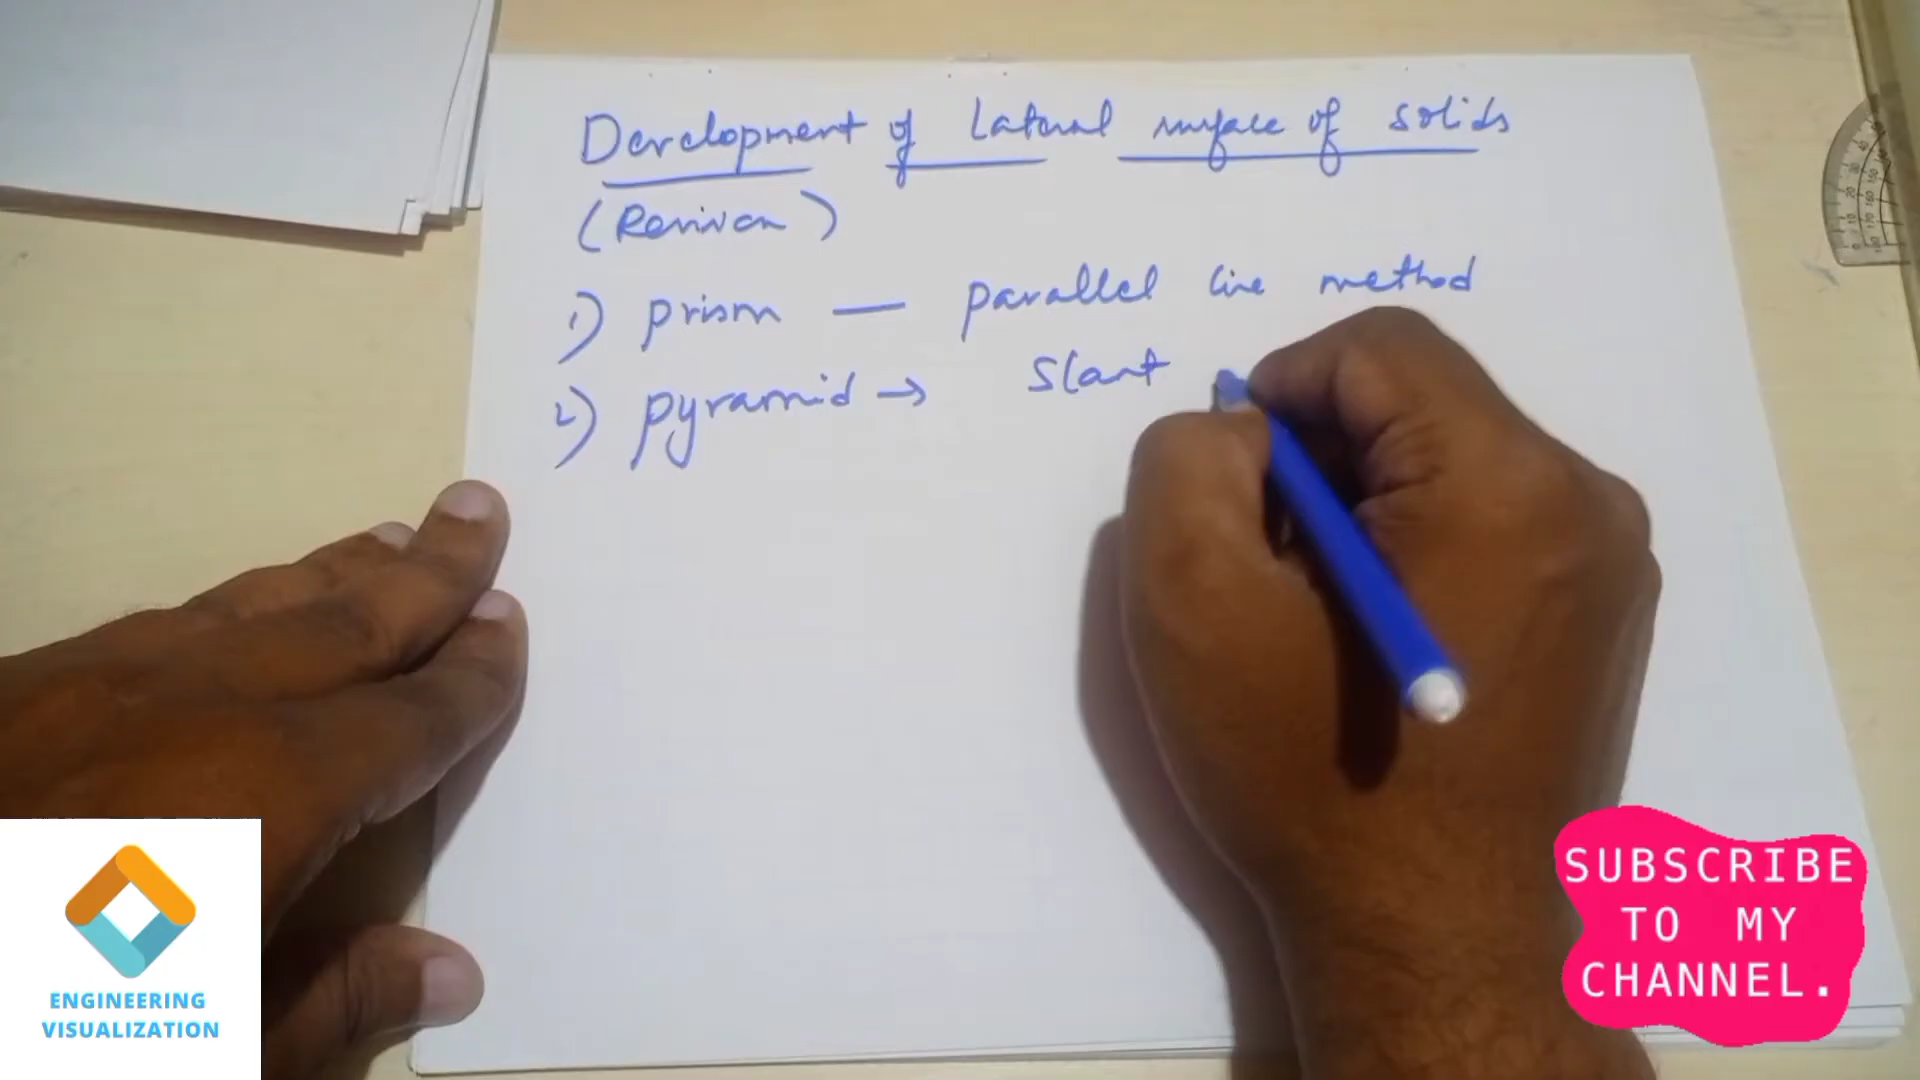 Development of Lateral surface of solids
(Revision)
1) prism — parallel line method
2) pyramid → slant
ENGINEERING
VISUALIZATION
SUBSCRIBE
TO MY
CHANNEL.